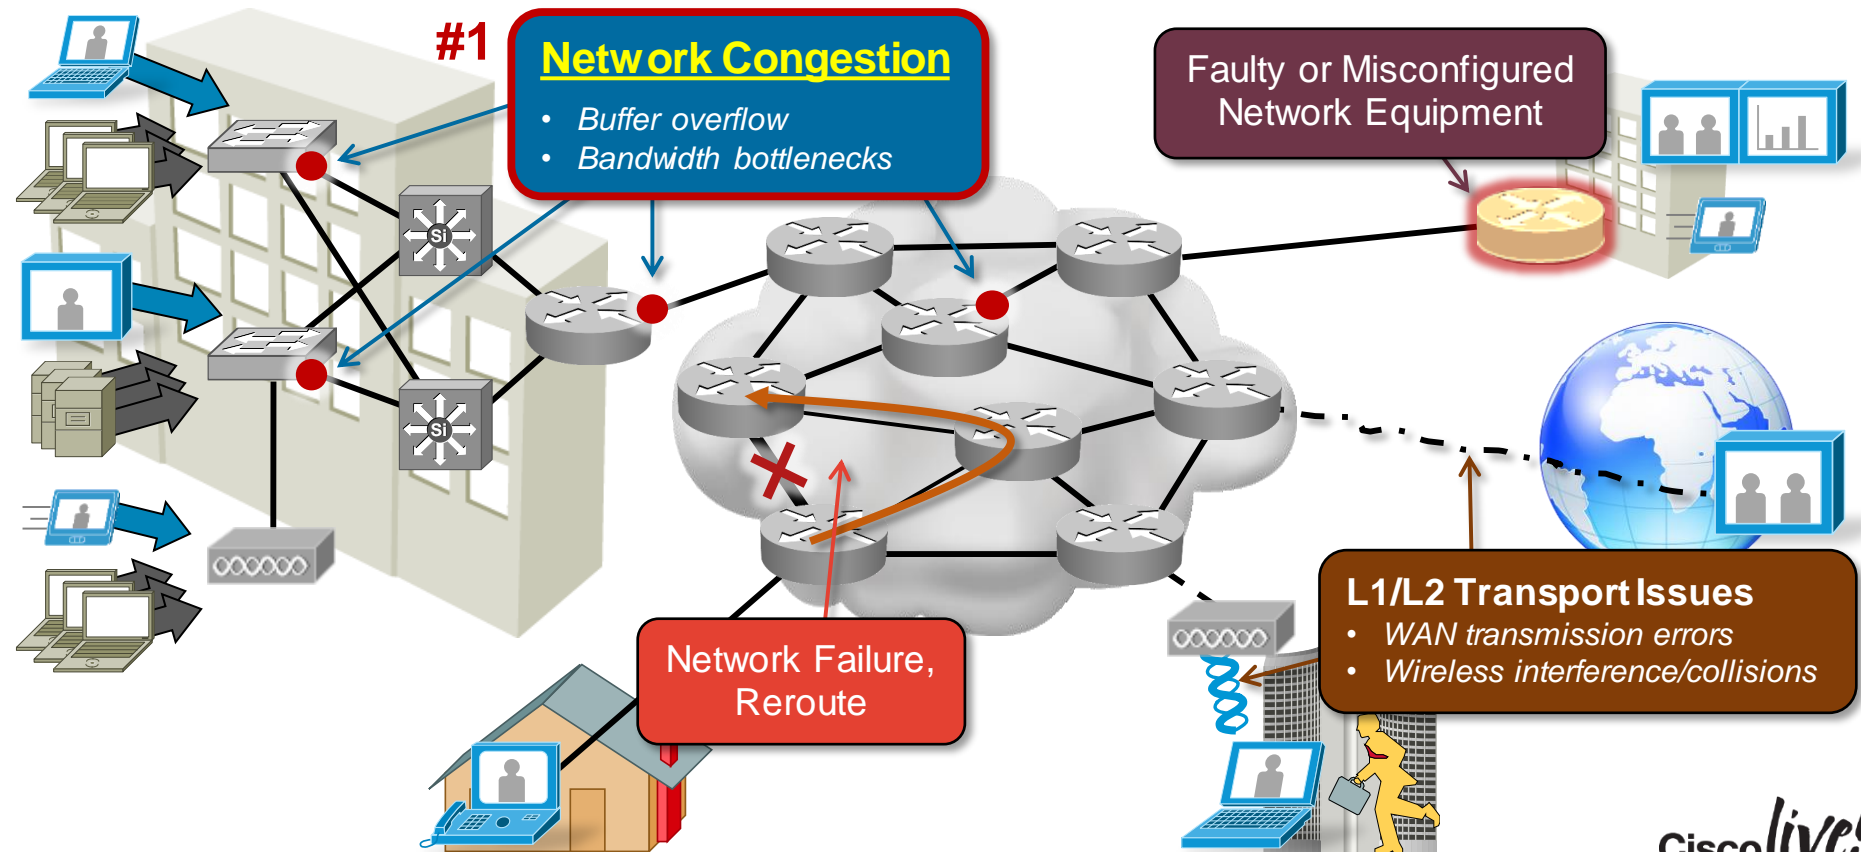 #1
Network Congestion
• Buffer overflow
• Bandwidth bottlenecks
Faulty or Misconfigured
Network Equipment
Si
Si
L1/L2 Transport Issues
• WAN transmission errors
• Wireless interference/collisions
Network Failure,
Reroute
Cisco live!